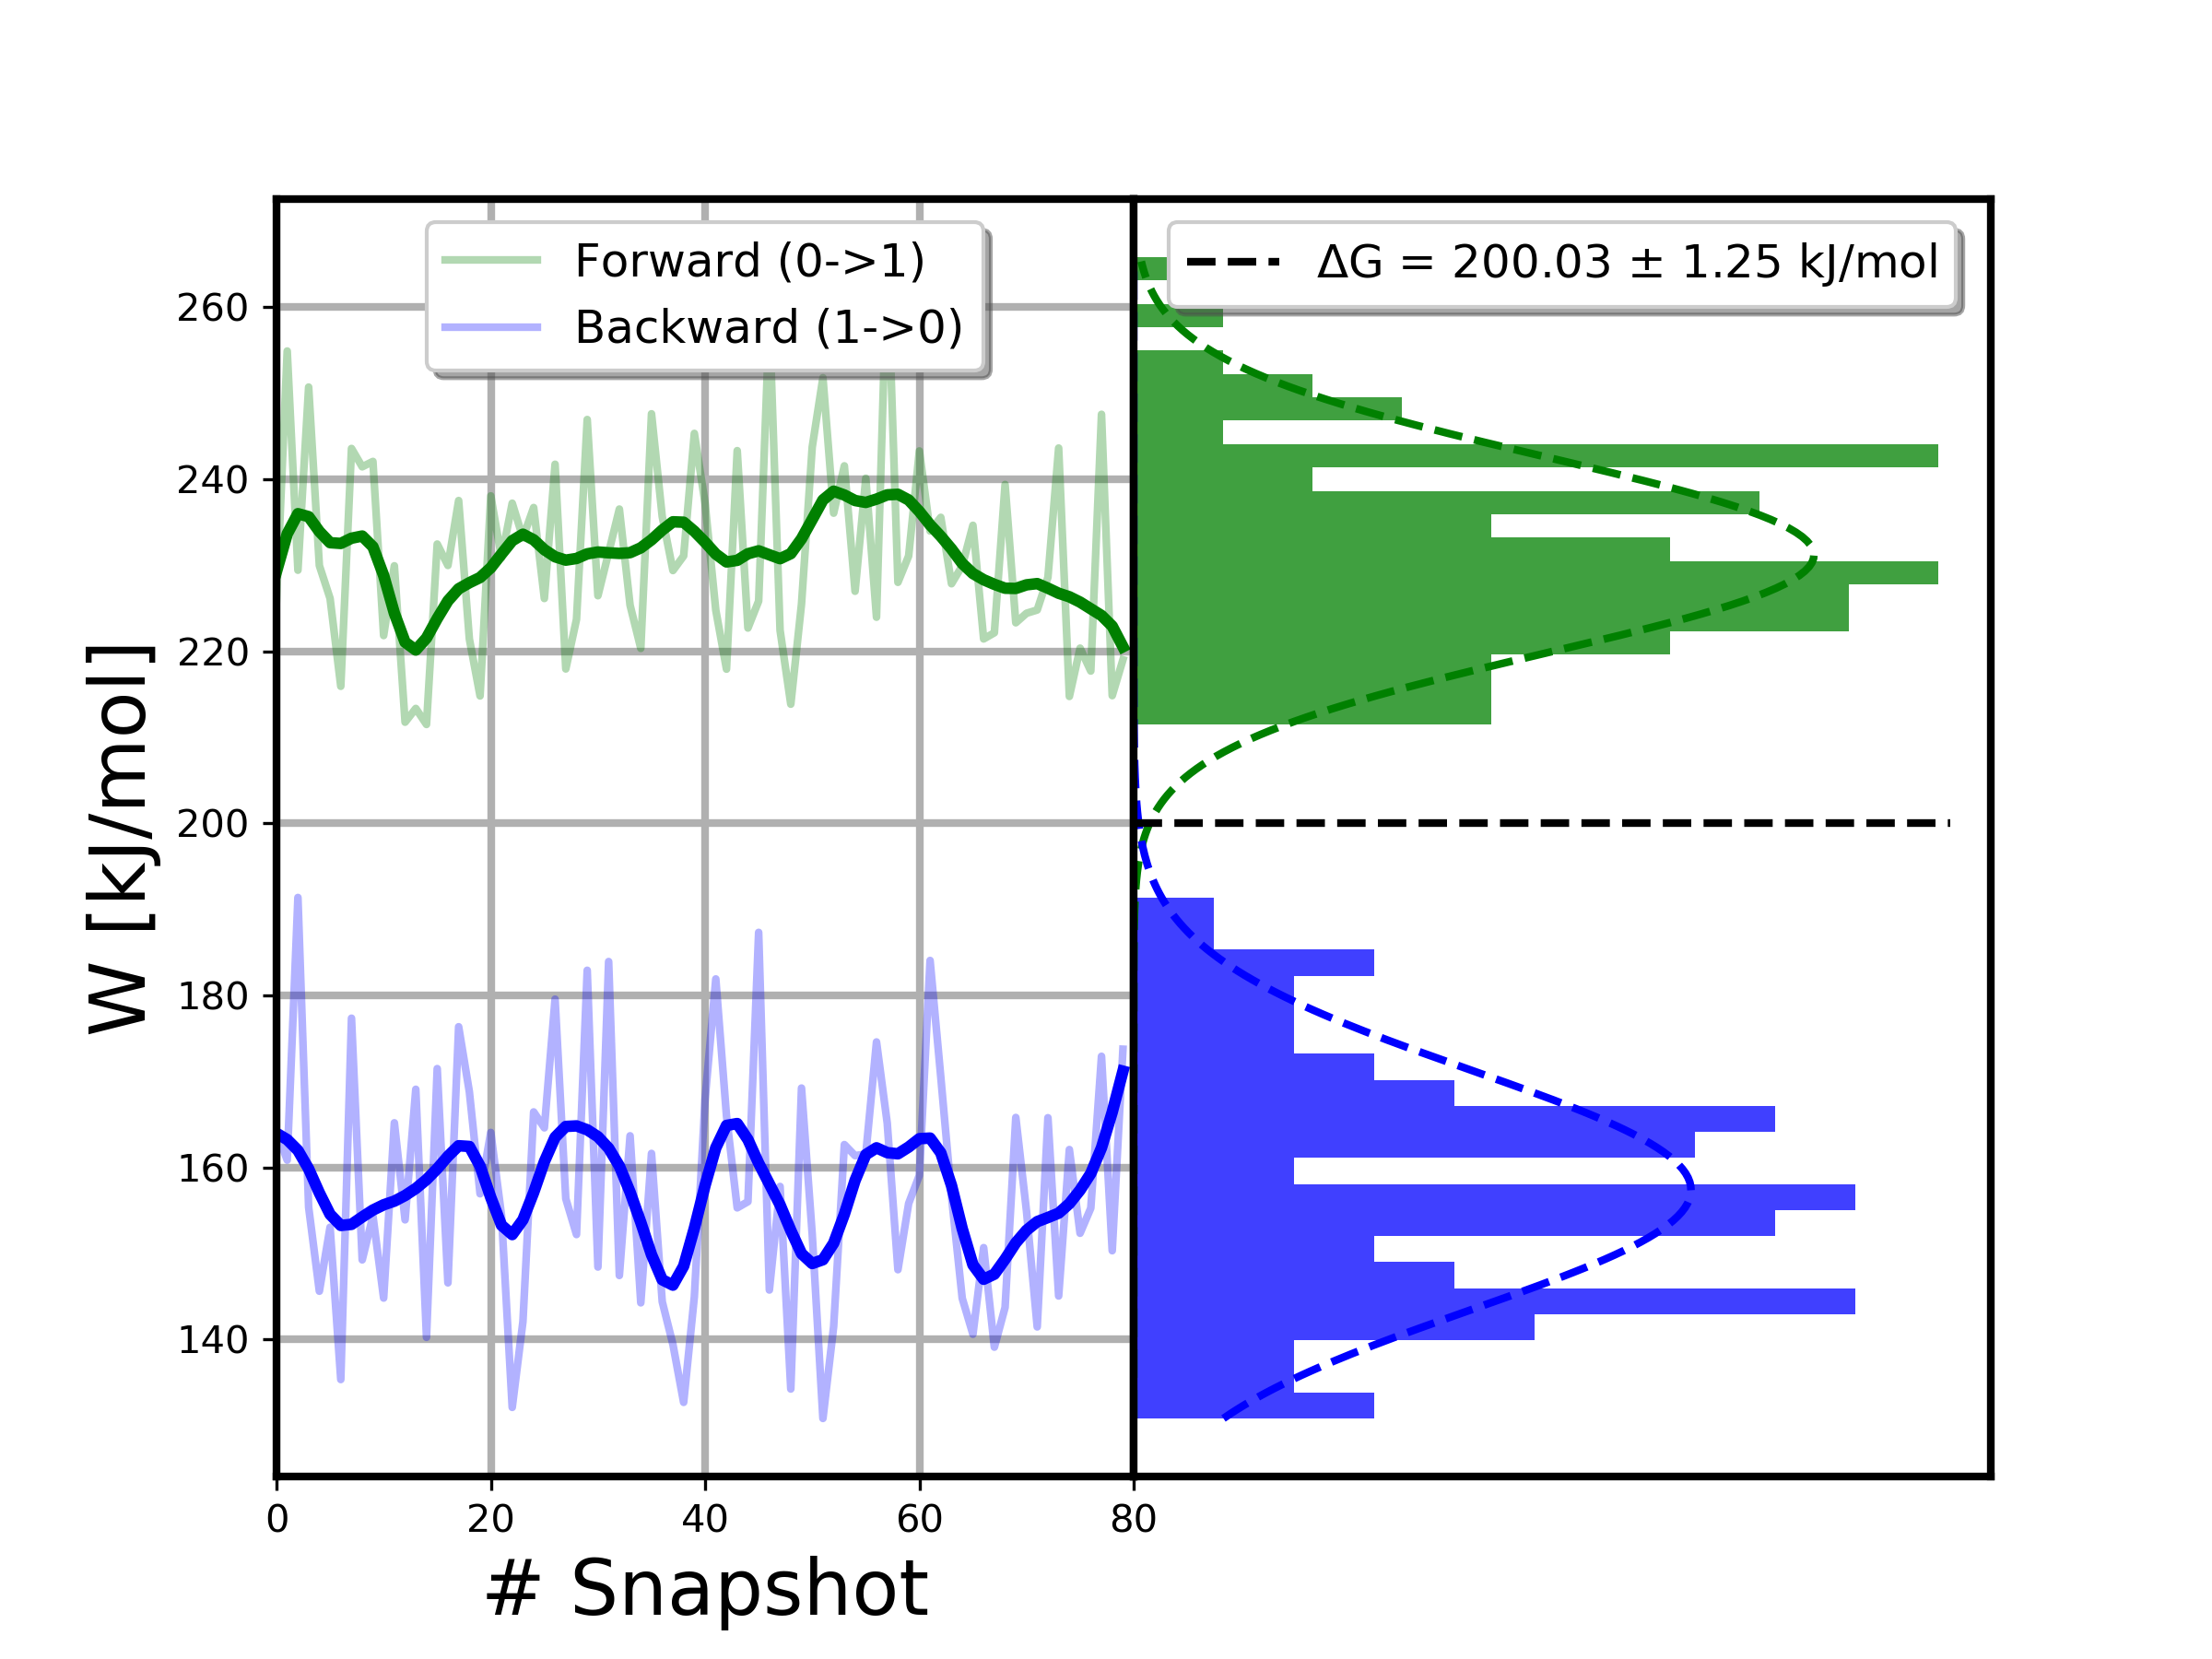 Forward (0->1)
Backward (1->0)
ΔG = 200.03 ± 1.25 kJ/mol
W [kJ/mol]
260
240
220
200
180
160
140
0 20 40 60 80
# Snapshot